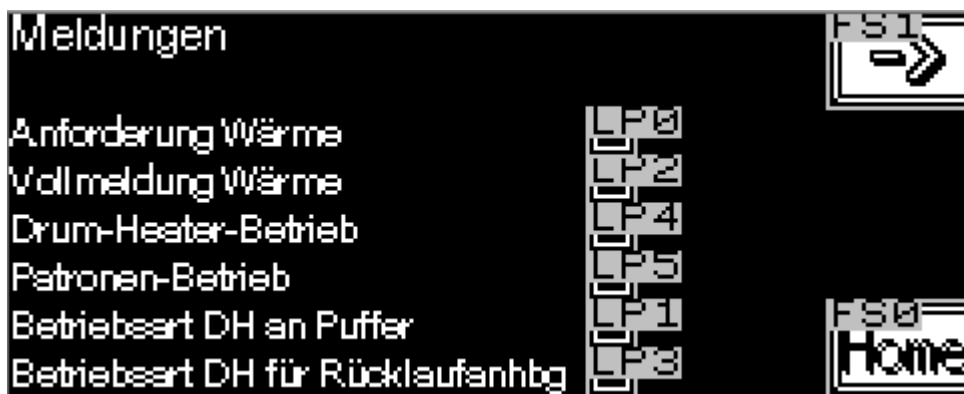 Meldungen FS1
Anforderung Wärme LP0
Vollmeldung Wärme LP2
Drum-Heater-Betrieb LP4
Patronen-Betrieb LP5
Betriebsart DH an Puffer LP1 FS0
Betriebsart DH für Rücklaufanhbg LP3 Home